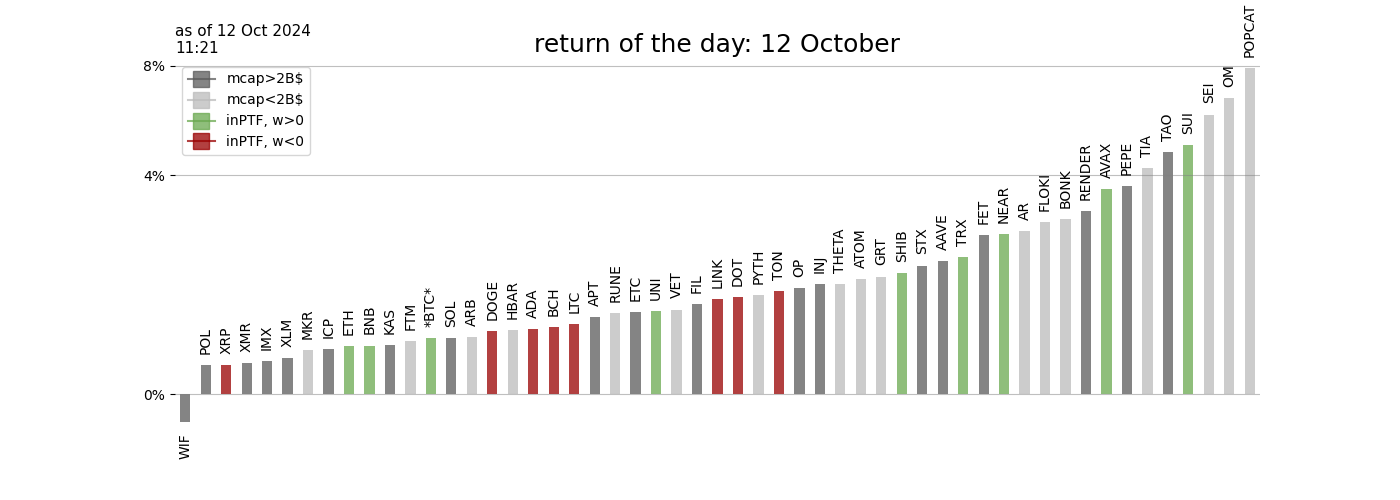 as of 12 Oct 2024
11:21
return of the day: 12 October
8%
4%
0%
mcap>2B$
mcap<2B$
inPTF, w>0
inPTF, w<0
WIF
POL
XRP
XMR
IMX
XLM
MKR
ICP
ETH
BNB
KAS
FTM
*BTC*
SOL
ARB
DOGE
HBAR
ADA
BCH
LTC
APT
RUNE
ETC
UNI
VET
FIL
LINK
DOT
PYTH
TON
OP
INJ
THETA
ATOM
GRT
SHIB
STX
AAVE
TRX
FET
NEAR
AR
FLOKI
BONK
RENDER
AVAX
PEPE
TIA
TAO
SUI
SEI
OM
POPCAT